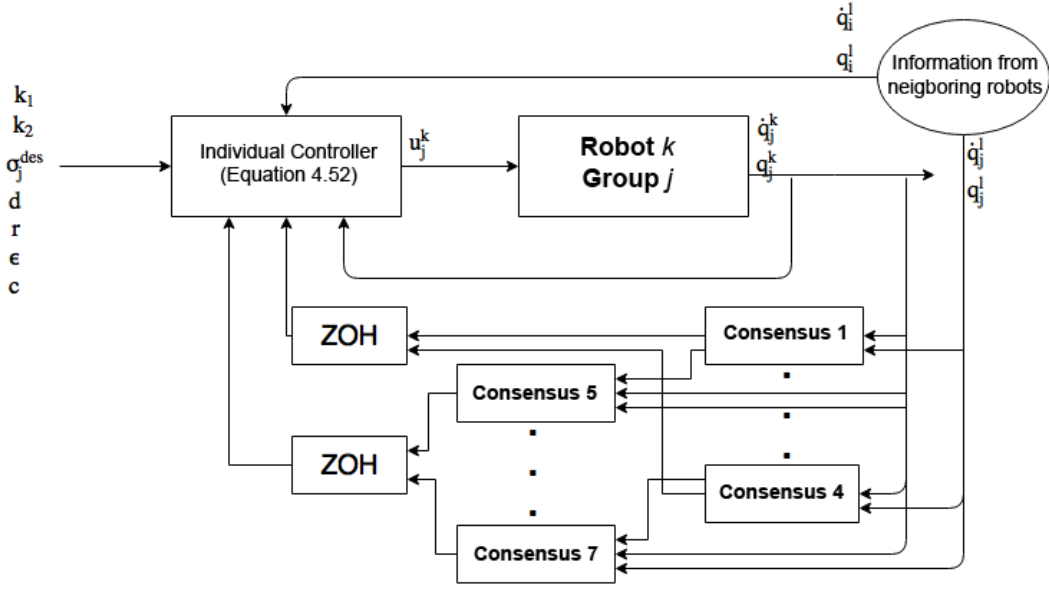 q̇ᵢˡ
qᵢˡ
Information from
neigboring robots
k₁
k₂
σⱼᵈᵉˢ
d
r
ϵ
c
Individual Controller
(Equation 4.52)
uⱼᵏ
Robot k
Group j
q̇ⱼᵏ
qⱼᵏ
q̇ⱼˡ
qⱼˡ
ZOH
Consensus 1
Consensus 5
ZOH
Consensus 4
Consensus 7